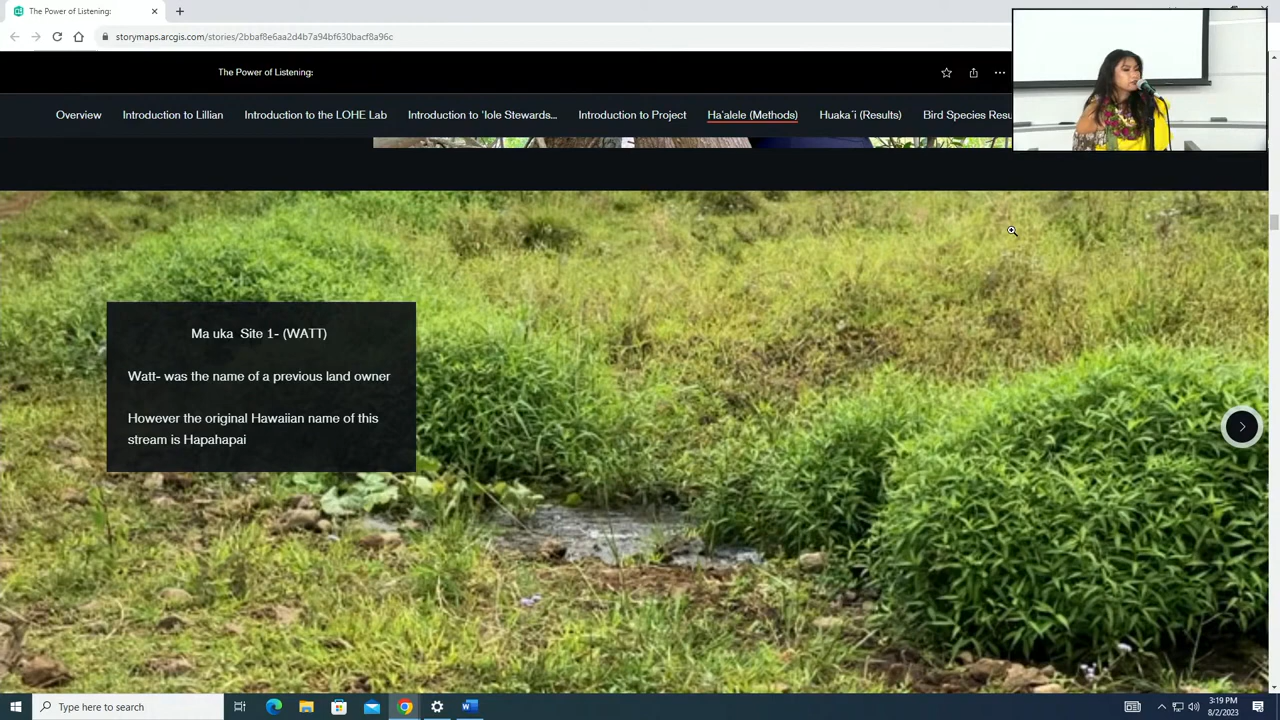 The Power of Listening:
storymaps.arcgis.com/stories/2bbaf8e6aa2d4b7a94bf630bacf8a96c
The Power of Listening:
Overview
Introduction to Lillian
Introduction to the LOHE Lab
Introduction to 'Iole Stewards...
Introduction to Project
Ha'alele (Methods)
Huaka´i (Results)
Bird Species
Ma uka Site 1- (WATT)
Watt- was the name of a previous land owner
However the original Hawaiian name of this
stream is Hapahapai
Type here to search
3:19 PM
8/2/2023